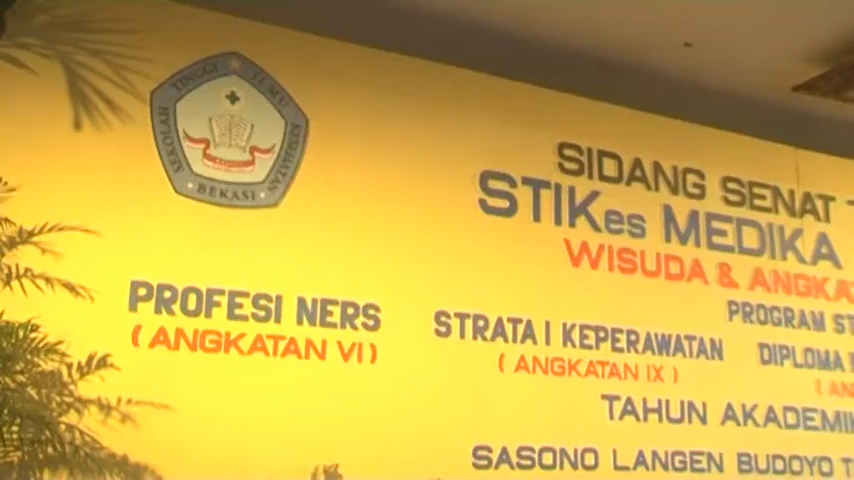 SEKOLAH TINGGI ILMU KESEHATAN
BEKASI
SIDANG SENAT
STIKes MEDIKA
WISUDA & ANGKA
PROFESI NERS
(ANGKATAN VI)
PROGRAM ST
STRATA I KEPERAWATAN
(ANGKATAN IX)
DIPLOMA
(AN
TAHUN AKADEMI
SASONO LANGEN BUDOYO T